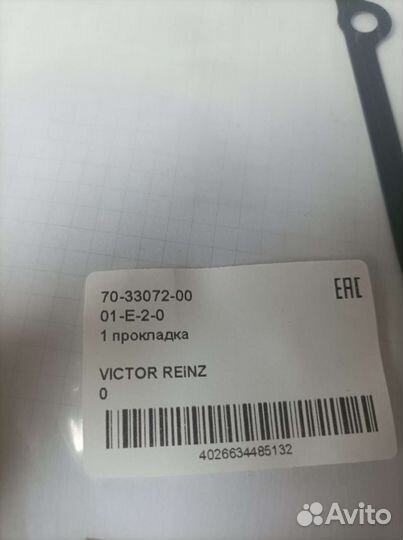 70-33072-00
01-E-2-0
1 прокладка
EAC
VICTOR REiNZ
0
4026634485132
Avito